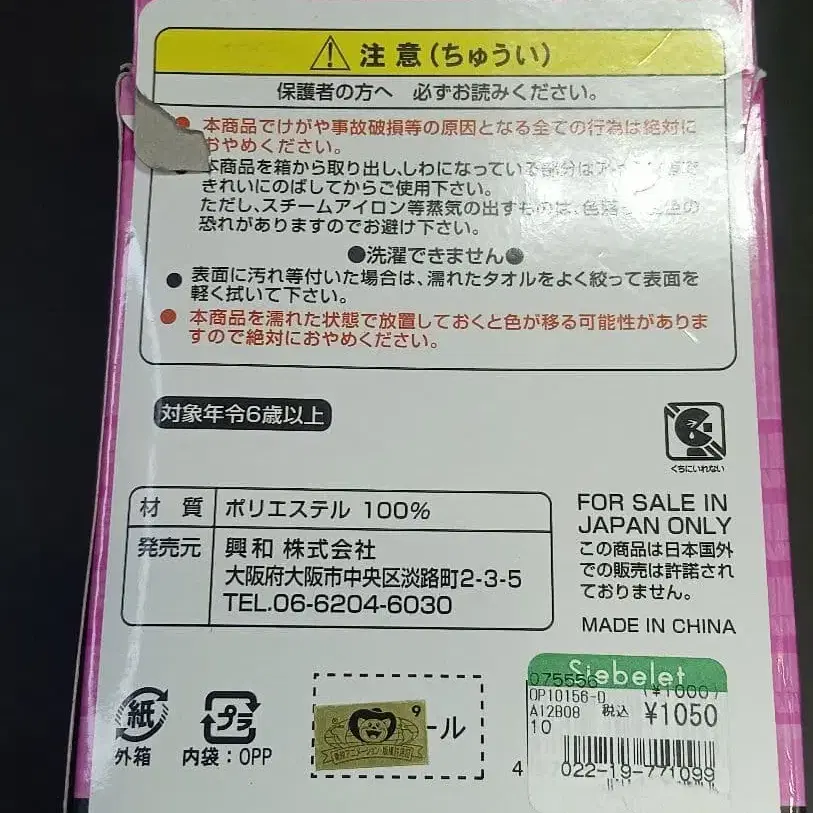 注意(ちゅうい)
保護者の方へ 必ずお読みください。
● 本商品でけがや事故破損等の原因となる全ての行為は絶対に
おやめください。
本商品を箱から取り出し、しわになっている部分は
きれいにのばしてからご使用下さい。
ただし、スチームアイロン等蒸気の出すものは、色落
恐れがありますのでお避け下さい。
●洗濯できません●
● 表面に汚れ等付いた場合は、濡れたタオルをよく絞って表面を
軽く拭いて下さい。
● 本商品を濡れた状態で放置しておくと色が移る可能性がありま
すので絶対におやめください。
対象年令6歳以上
くちにいれない
材 質 ポリエステル 100%
発売元 興和 株式会社
大阪府大阪市中央区淡路町2-3-5
TEL.06-6204-6030
FOR SALE IN
JAPAN ONLY
この商品は日本国外
での販売は許諾され
ておりません。
MADE IN CHINA
紙
外箱
プラ
内袋:OPP
9
ール
Siebelet
075556
OP10156-0 (¥1000)
A12B08 税込 ¥1050
10
4 022-19-771099